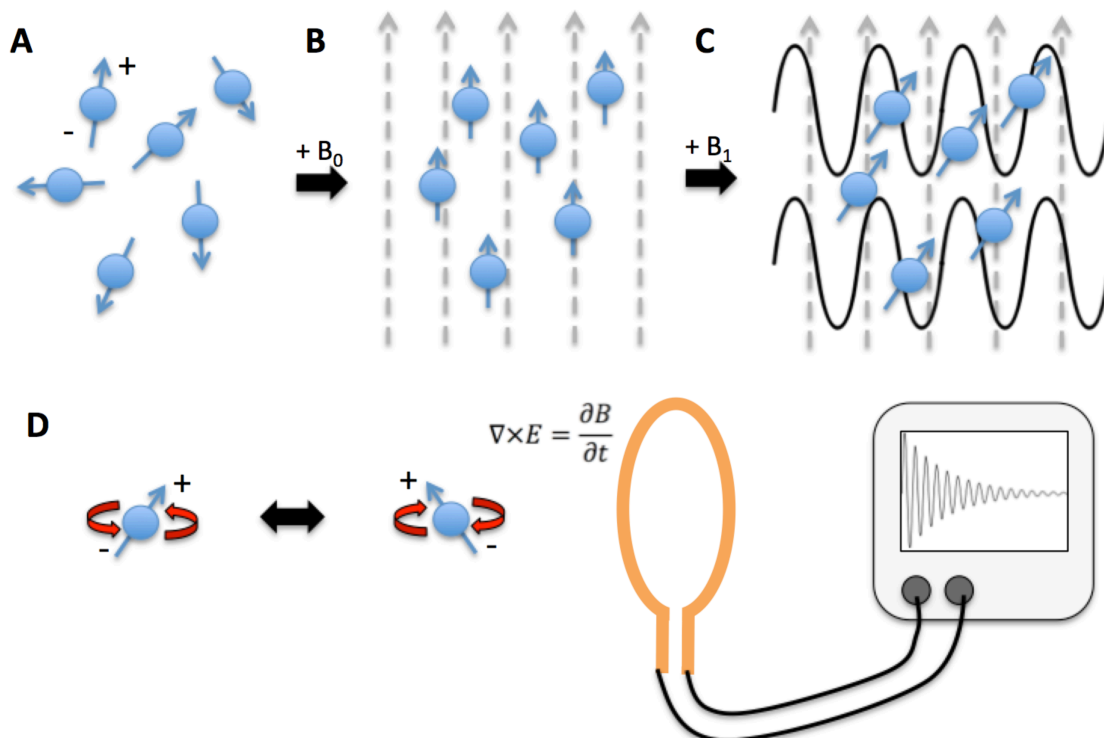 A
+
-
+ B₀
B
+ B₁
C
D
+
-
+
-
∇×E = ∂B/∂t